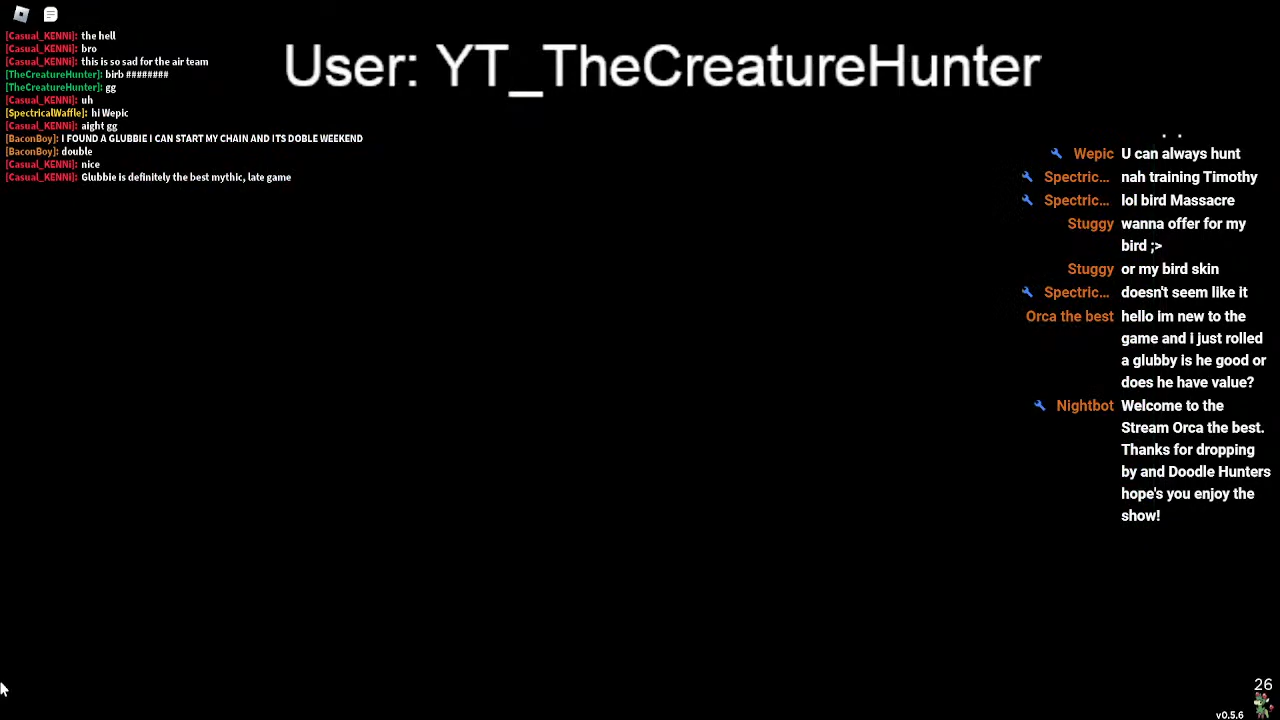 [Casual_KENNi]: the hell
[Casual_KENNi]: bro
[Casual_KENNi]: this is so sad for the air team
[TheCreatureHunter]: birb ########
[TheCreatureHunter]: gg
[Casual_KENNi]: uh
[SpectricalWaffle]: hi Wepic
[Casual_KENNi]: aight gg
[BaconBoy]: I FOUND A GLUBBIE I CAN START MY CHAIN AND ITS DOBLE WEEKEND
[BaconBoy]: double
[Casual_KENNi]: nice
[Casual_KENNi]: Glubbie is definitely the best mythic, late game
User: YT_TheCreatureHunter
Wepic U can always hunt
Spectric... nah training Timothy
Spectric... lol bird Massacre
Stuggy wanna offer for my
bird ;>
Stuggy or my bird skin
Spectric... doesn't seem like it
Orca the best hello im new to the
game and i just rolled
a glubby is he good or
does he have value?
Nightbot Welcome to the
Stream Orca the best.
Thanks for dropping
by and Doodle Hunters
hope's you enjoy the
show!
26
v0.5.6